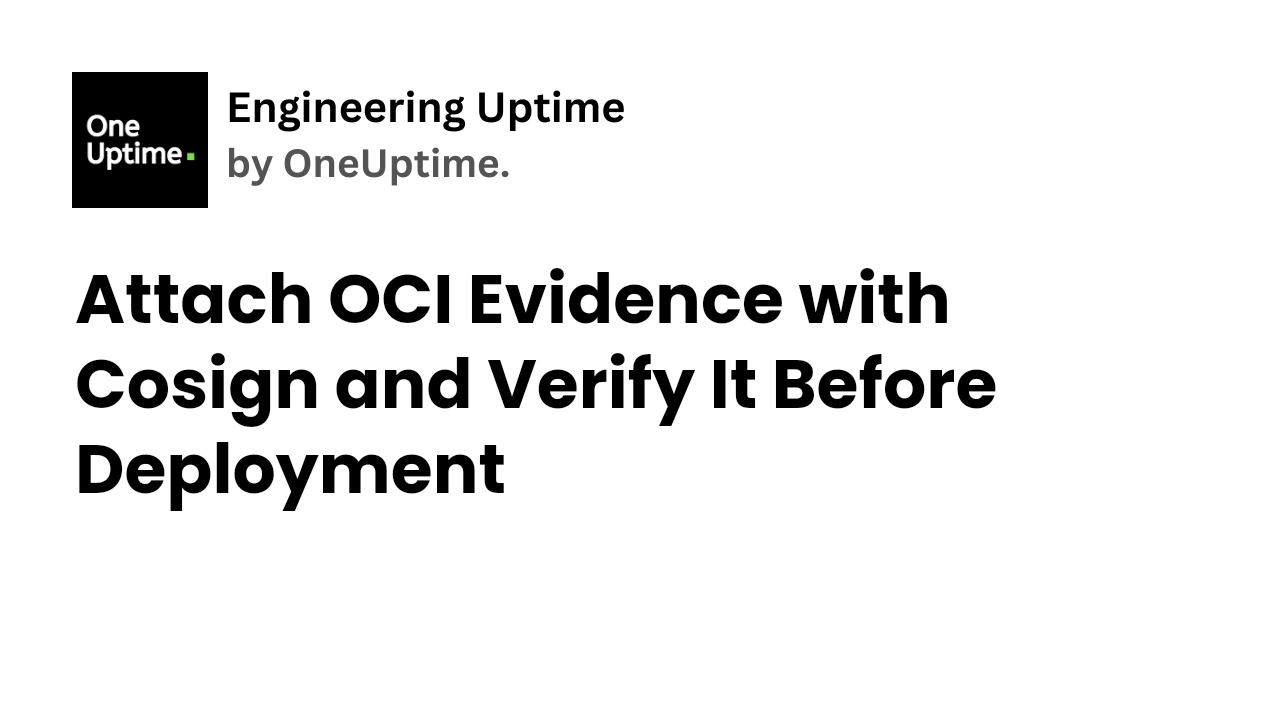 One
Uptime.
Engineering Uptime
by OneUptime.
Attach OCI Evidence with
Cosign and Verify It Before
Deployment